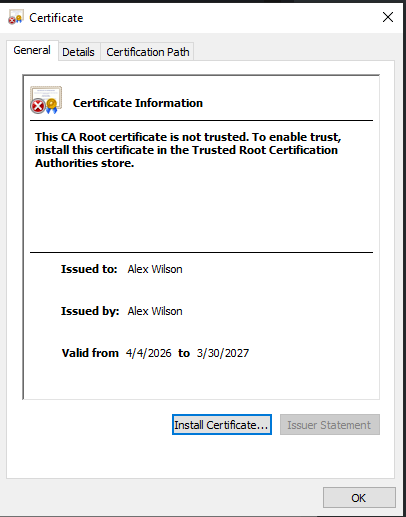 Certificate
General Details Certification Path
Certificate Information
This CA Root certificate is not trusted. To enable trust,
install this certificate in the Trusted Root Certification
Authorities store.
Issued to: Alex Wilson
Issued by: Alex Wilson
Valid from 4/4/2026 to 3/30/2027
Install Certificate... Issuer Statement
OK